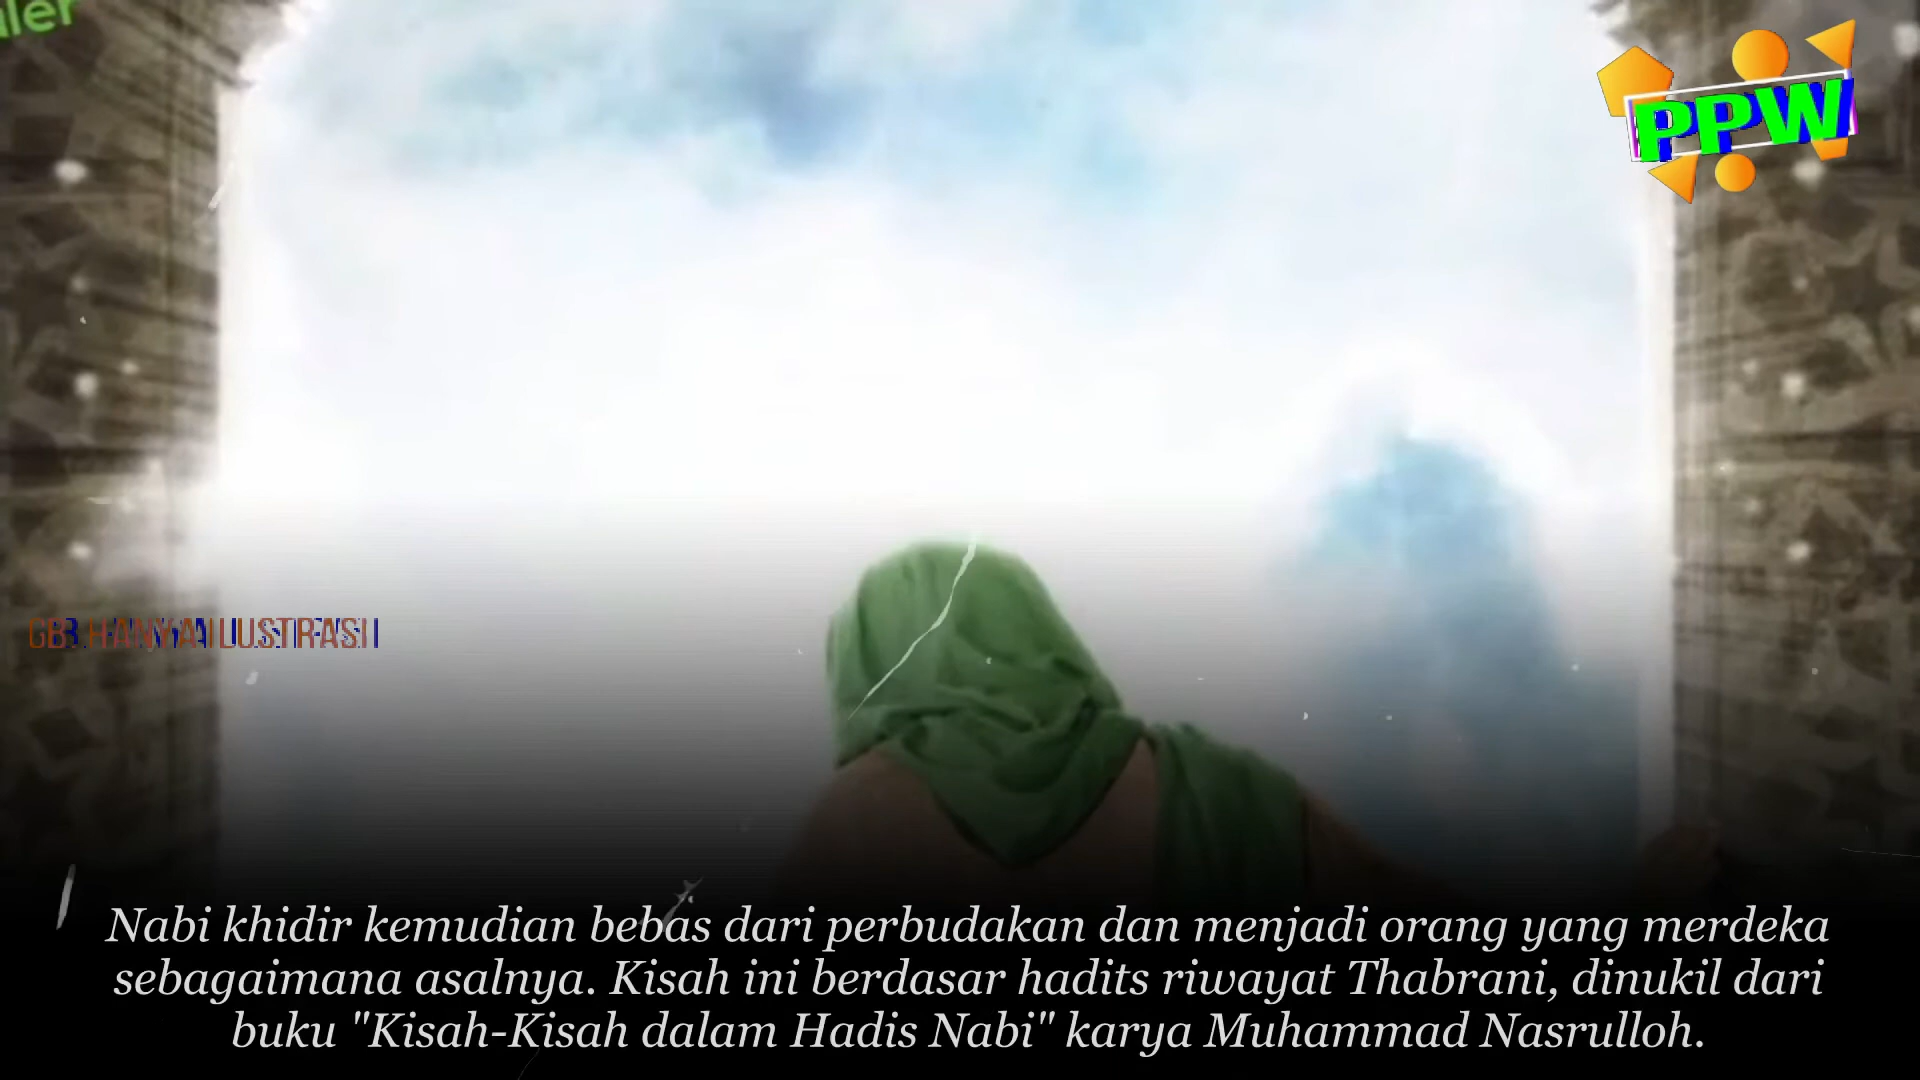 PPW
GBR HANYA ILUSTRASI
Nabi khidir kemudian bebas dari perbudakan dan menjadi orang yang merdeka
sebagaimana asalnya. Kisah ini berdasar hadits riwayat Thabrani, dinukil dari
buku "Kisah-Kisah dalam Hadis Nabi" karya Muhammad Nasrulloh.